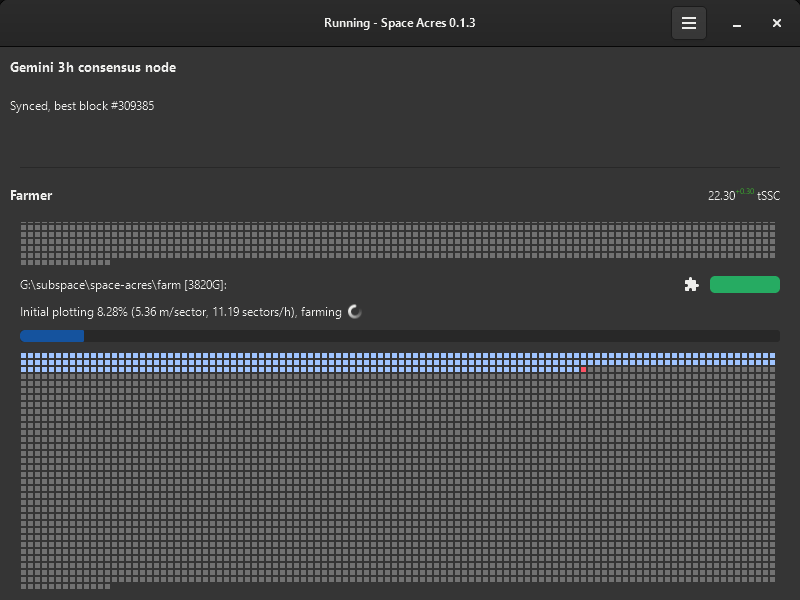 Running - Space Acres 0.1.3
Gemini 3h consensus node
Synced, best block #309385
Farmer
22.30+0.30 tSSC
G:\subspace\space-acres\farm [3820G]:
Initial plotting 8.28% (5.36 m/sector, 11.19 sectors/h), farming